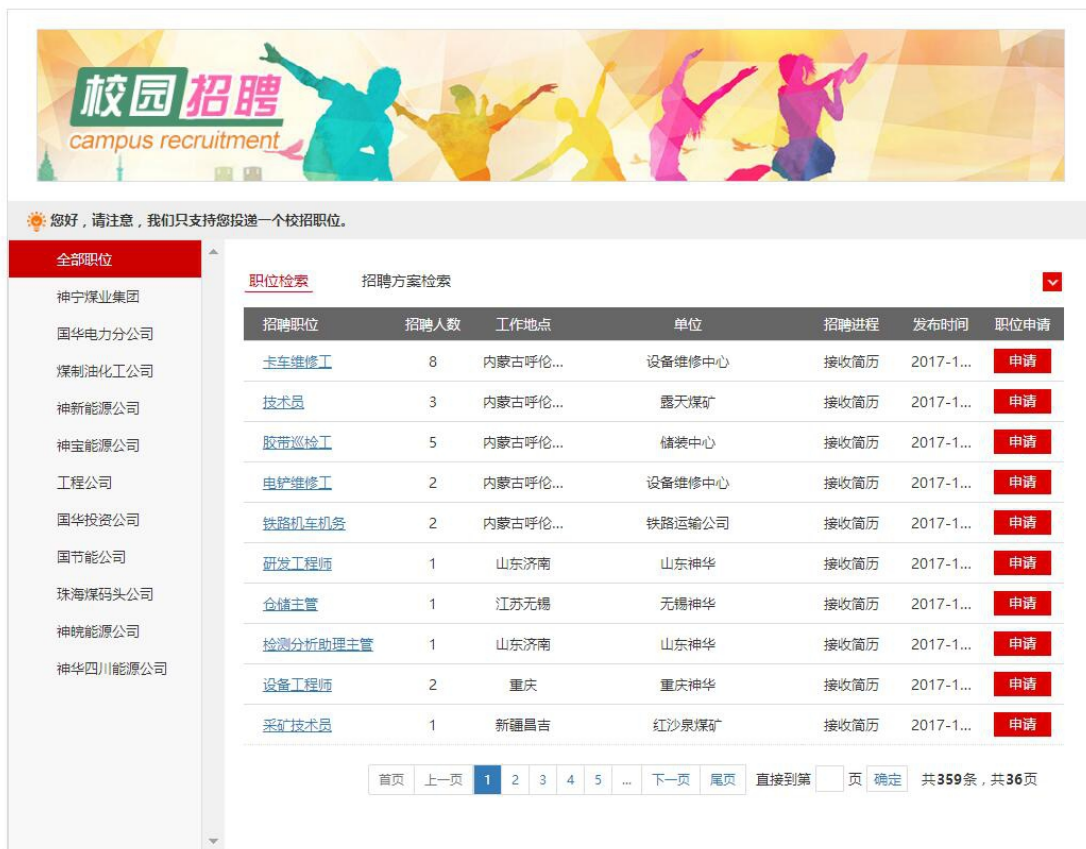 校园招聘
campus recruitment
您好，请注意，我们只支持您投递一个校招职位。
全部职位
神宁煤业集团
国华电力分公司
煤制油化工公司
神新能源公司
神宝能源公司
工程公司
国华投资公司
国节能公司
珠海煤码头公司
神皖能源公司
神华四川能源公司
职位检索 招聘方案检索
招聘职位 招聘人数 工作地点 单位 招聘进程 发布时间 职位申请
卡车维修工 8 内蒙古呼伦... 设备维修中心 接收简历 2017-1... 申请
技术员 3 内蒙古呼伦... 露天煤矿 接收简历 2017-1... 申请
胶带巡检工 5 内蒙古呼伦... 储装中心 接收简历 2017-1... 申请
电铲维修工 2 内蒙古呼伦... 设备维修中心 接收简历 2017-1... 申请
铁路机车机务 2 内蒙古呼伦... 铁路运输公司 接收简历 2017-1... 申请
研发工程师 1 山东济南 山东神华 接收简历 2017-1... 申请
仓储主管 1 江苏无锡 无锡神华 接收简历 2017-1... 申请
检测分析助理主管 1 山东济南 山东神华 接收简历 2017-1... 申请
设备工程师 2 重庆 重庆神华 接收简历 2017-1... 申请
采矿技术员 1 新疆昌吉 红沙泉煤矿 接收简历 2017-1... 申请
首页 上一页 1 2 3 4 5 ... 下一页 尾页 直接到第 页 确定 共359条，共36页